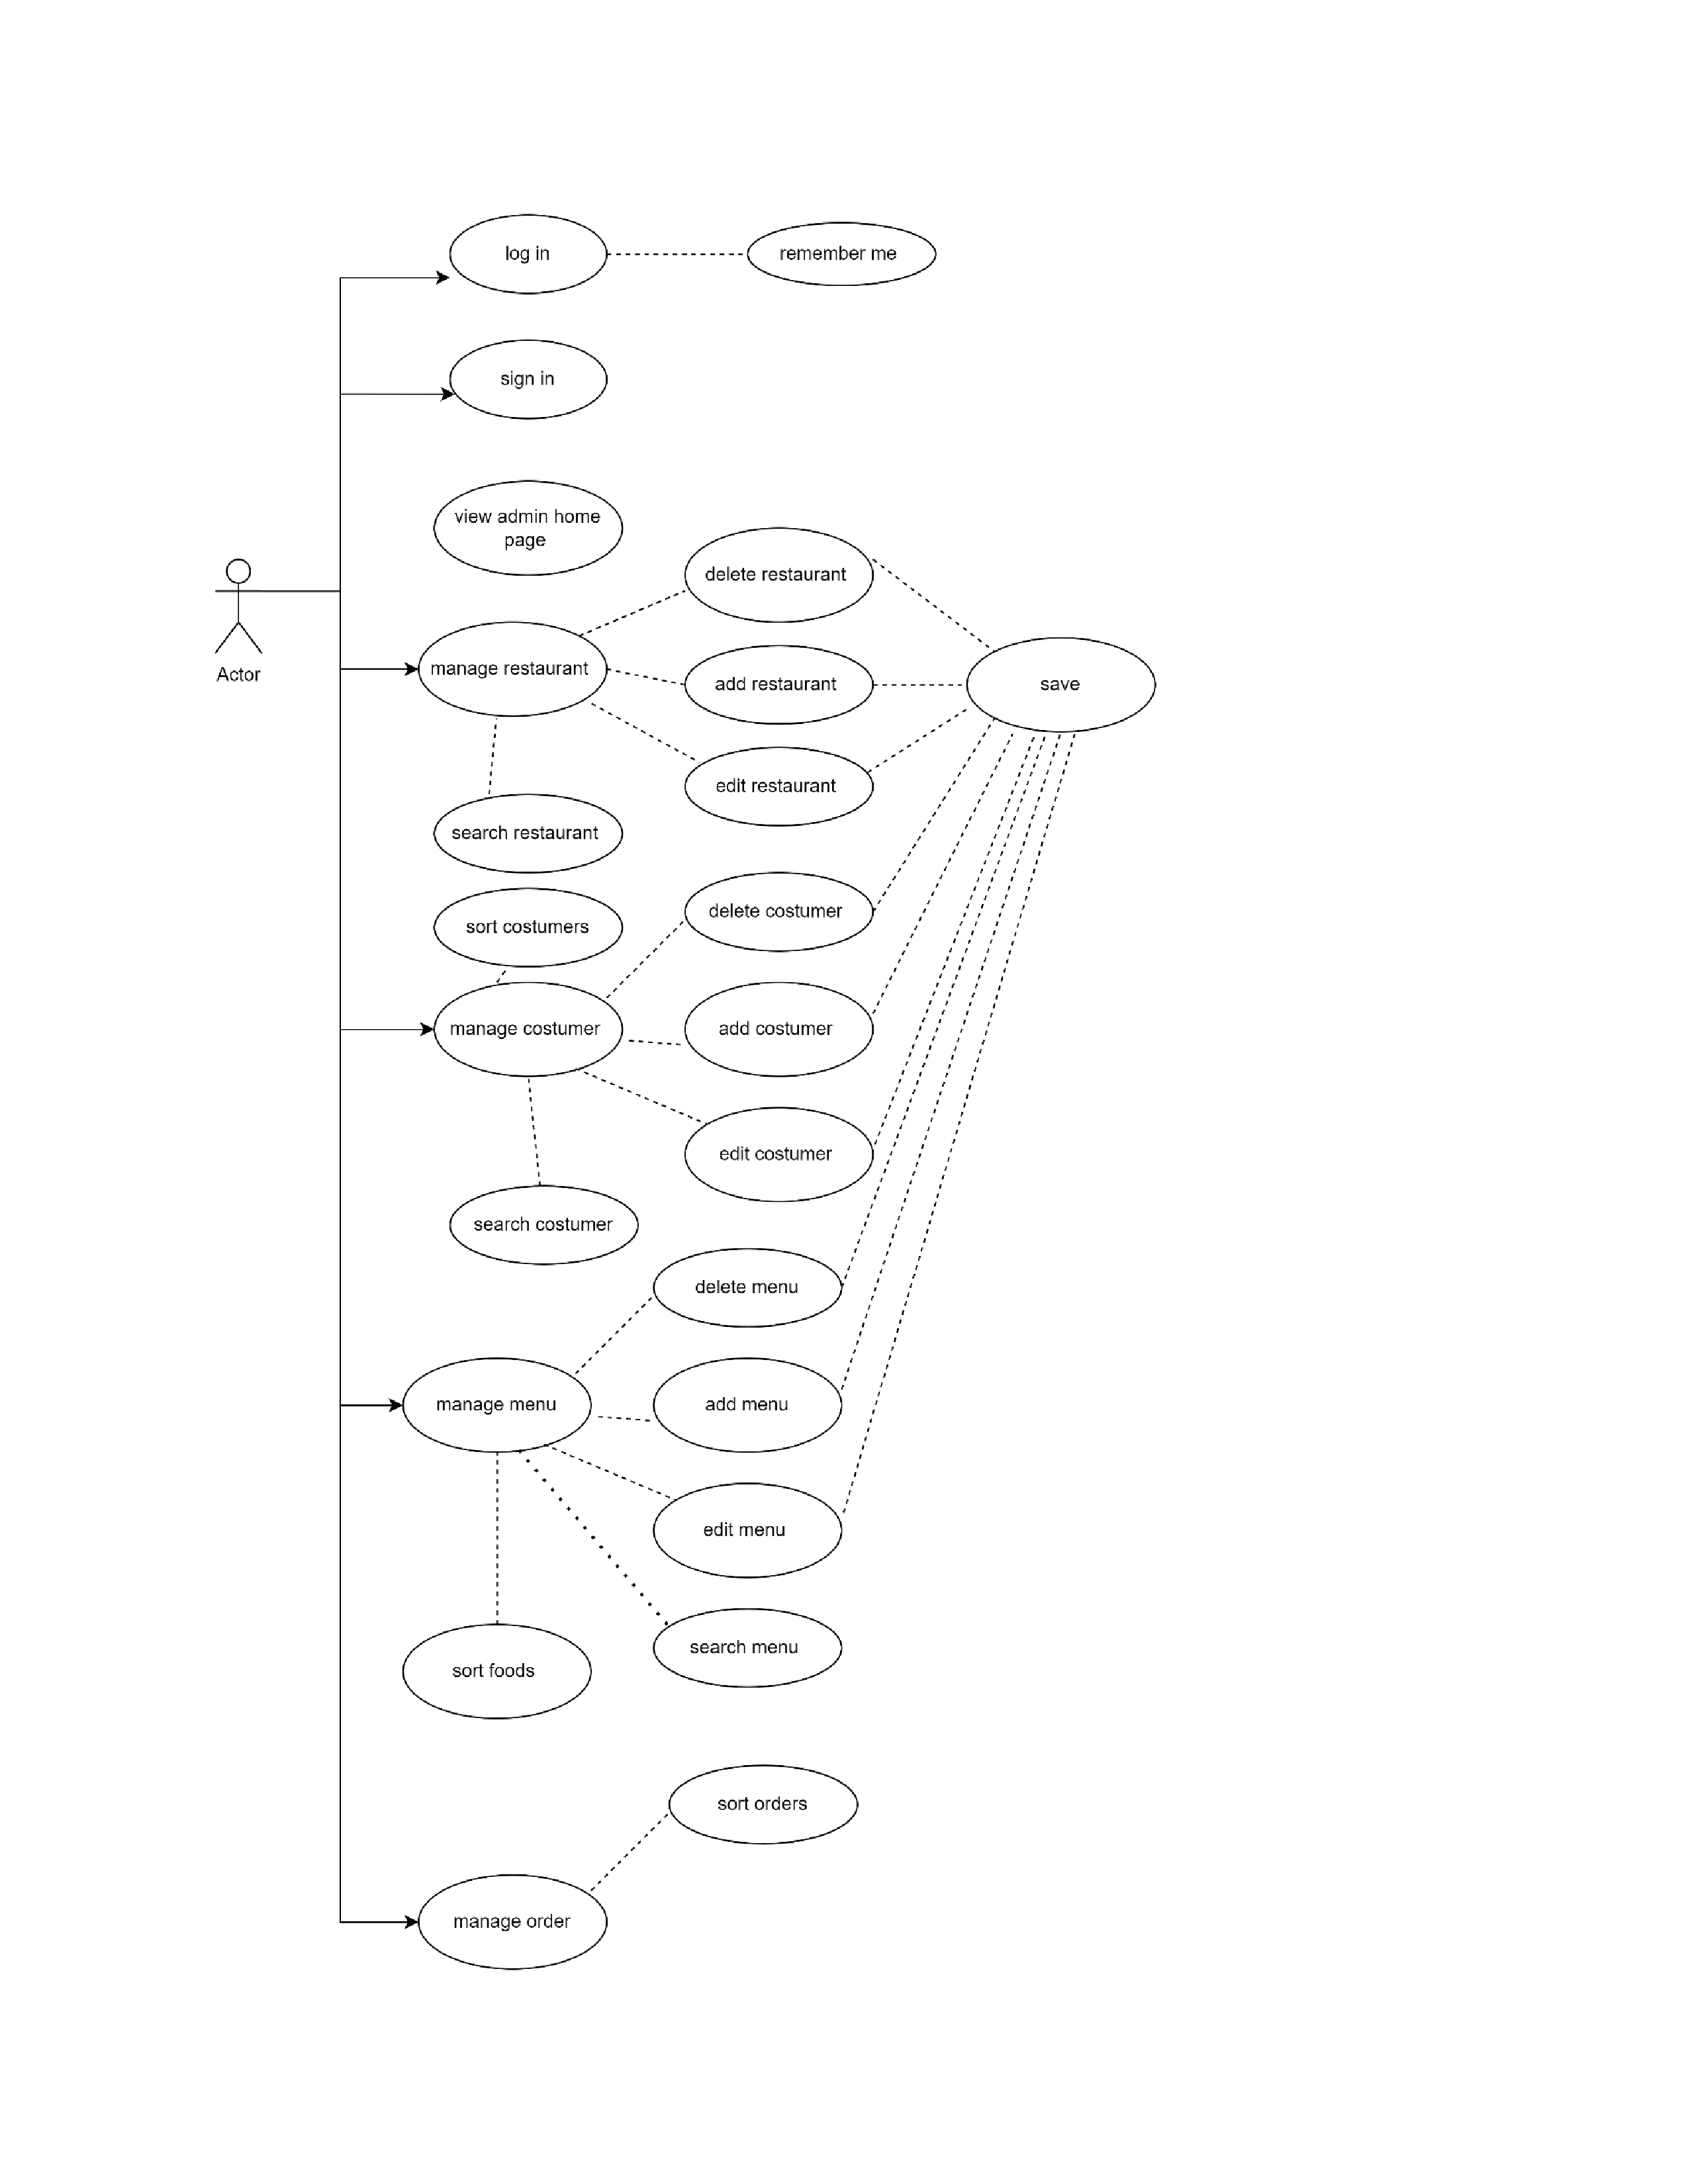 log in
remember me
sign in
view admin home
page
delete restaurant
Actor
manage restaurant
add restaurant
save
edit restaurant
search restaurant
sort costumers
delete costumer
manage costumer
add costumer
edit costumer
search costumer
delete menu
manage menu
add menu
edit menu
search menu
sort foods
sort orders
manage order